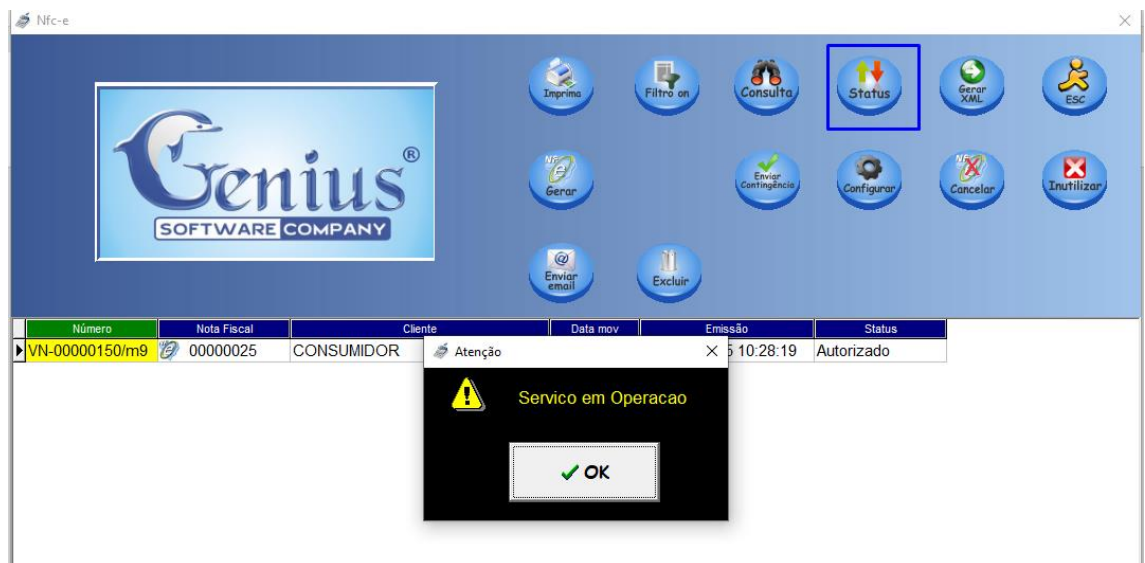 Nfc-e
Imprima
Filtro on
Consulta
Status
Gerar
XML
ESC
Genius®
SOFTWARE COMPANY
NF
Gerar
Enviar
Contingência
Configurar
NF
Cancelar
Inutilizar
@
Enviar
email
Excluir
Número Nota Fiscal Cliente Data mov Emissão Status
VN-00000150/m9 00000025 CONSUMIDOR 10:28:19 Autorizado
Atenção
Servico em Operacao
OK